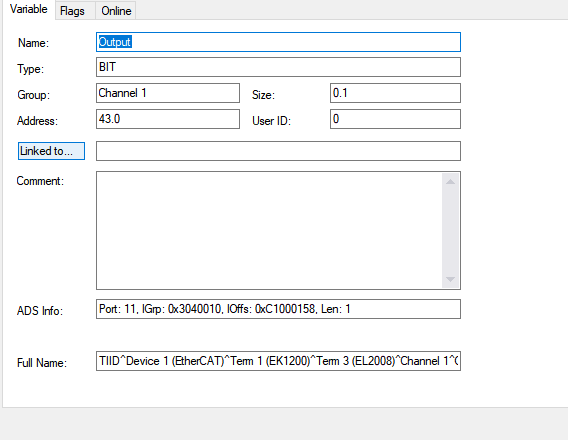 Variable Flags Online
Name: Output
Type: BIT
Group: Channel 1 Size: 0.1
Address: 43.0 User ID: 0
Linked to...
Comment:
ADS Info: Port: 11, IGrp: 0x3040010, IOffs: 0xC1000158, Len: 1
Full Name: TIID^Device 1 (EtherCAT)^Term 1 (EK1200)^Term 3 (EL2008)^Channel 1^